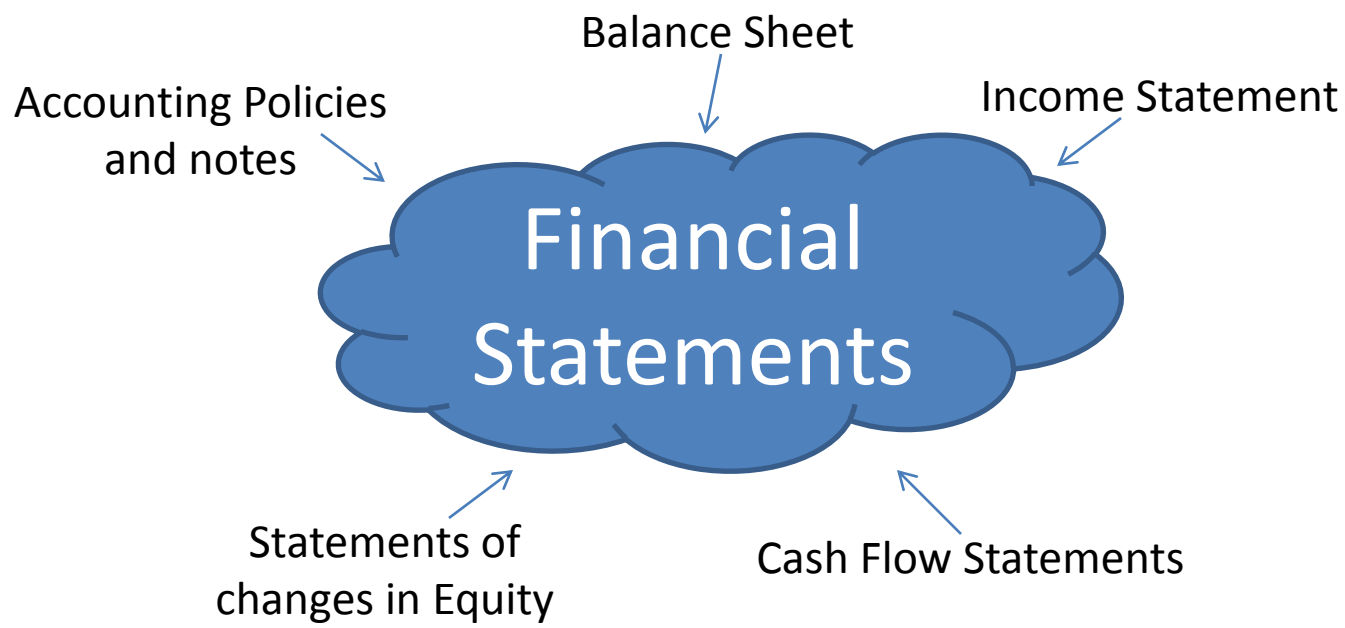 Balance Sheet
Accounting Policies
and notes
Income Statement
Financial
Statements
Statements of
changes in Equity
Cash Flow Statements